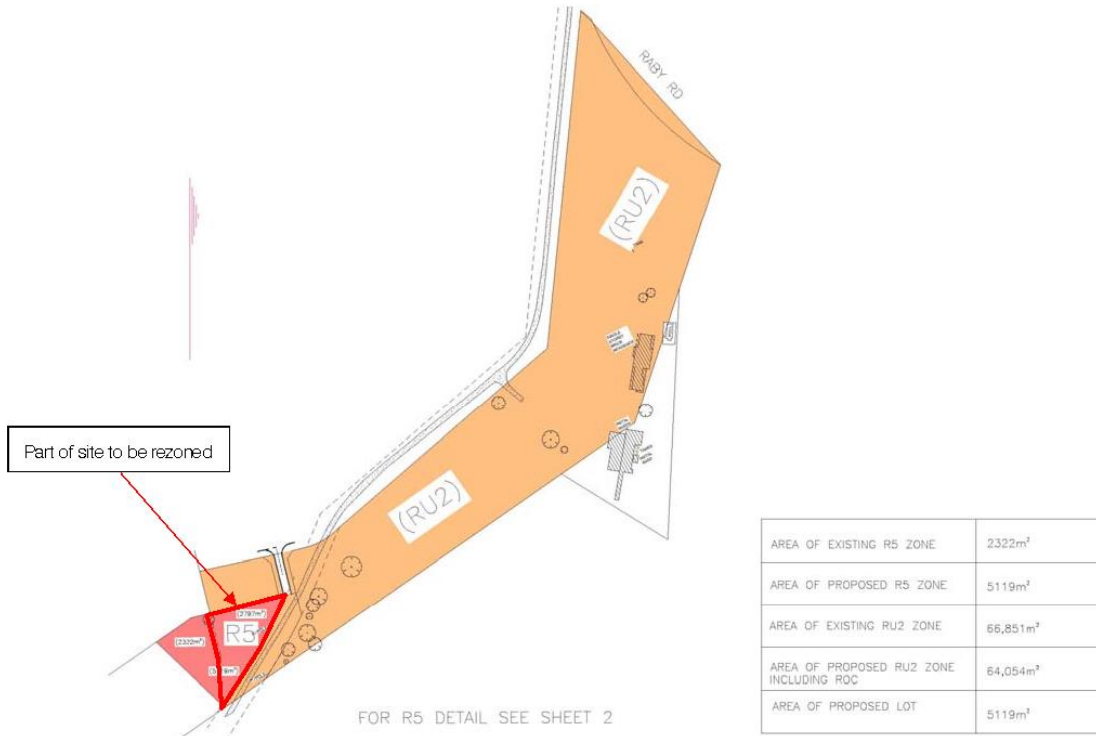 RABY RD
(RU2)
Part of site to be rezoned
(RU2)
(2797m²)
R5
(2322m²)
FOR R5 DETAIL SEE SHEET 2
AREA OF EXISTING R5 ZONE 2322m²
AREA OF PROPOSED R5 ZONE 5119m²
AREA OF EXISTING RU2 ZONE 66,851m²
AREA OF PROPOSED RU2 ZONE 64,054m²
INCLUDING ROC
AREA OF PROPOSED LOT 5119m²